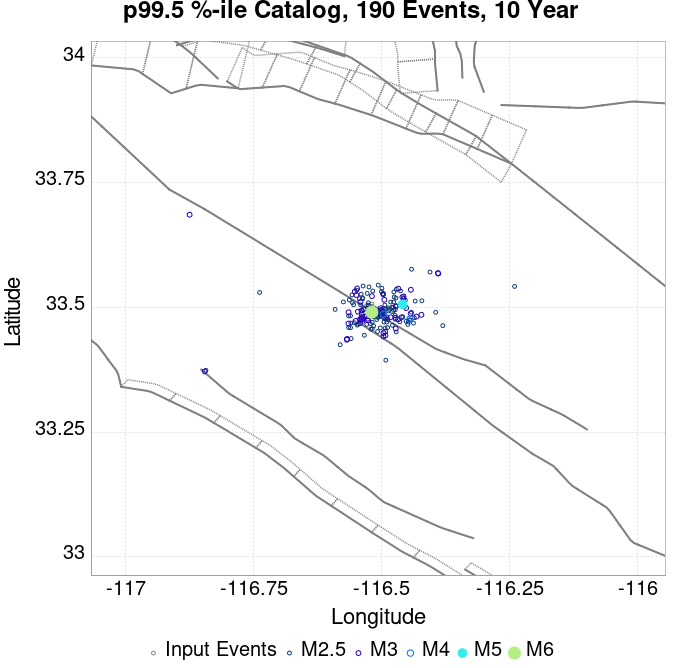 p99.5 %-ile Catalog, 190 Events, 10 Year
34
33.75
33.5
33.25
33
Latitude
-117 -116.75 -116.5 -116.25 -116
Longitude
Input Events M2.5 M3 M4 M5 M6